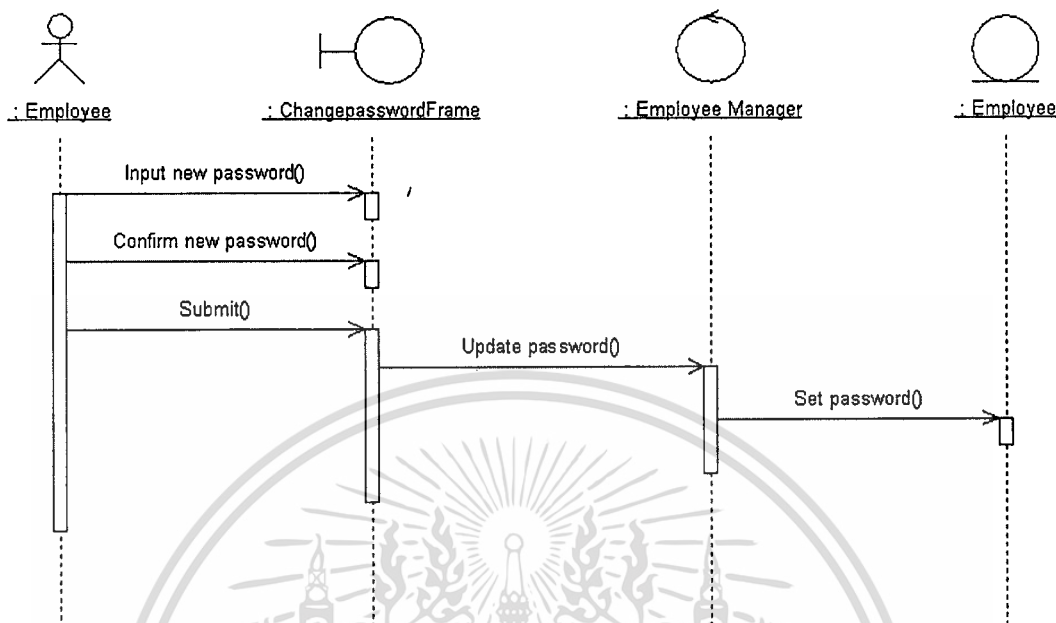 : Employee
: ChangepasswordFrame
: Employee Manager
: Employee
Input new password()
Confirm new password()
Submit()
Update password()
Set password()